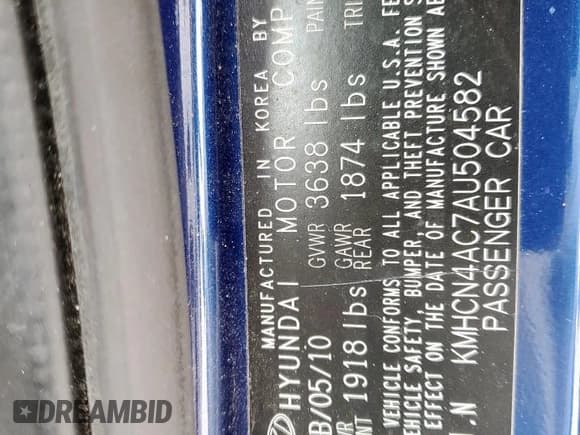 MANUFACTURED IN KOREA BY
HYUNDAI MOTOR COMP
/05/10 GVWR 3638 lbs PAIN
1918 lbs GAWR REAR 1874 lbs TRI
VEHICLE CONFORMS TO ALL APPLICABLE U.S.A. FE
VEHICLE SAFETY, BUMPER, AND THEFT PREVENTION S
EFFECT ON THE DATE OF MANUFACTURE SHOWN AB
.N KMHCN4AC7AU504582
PASSENGER CAR
DREAMBID